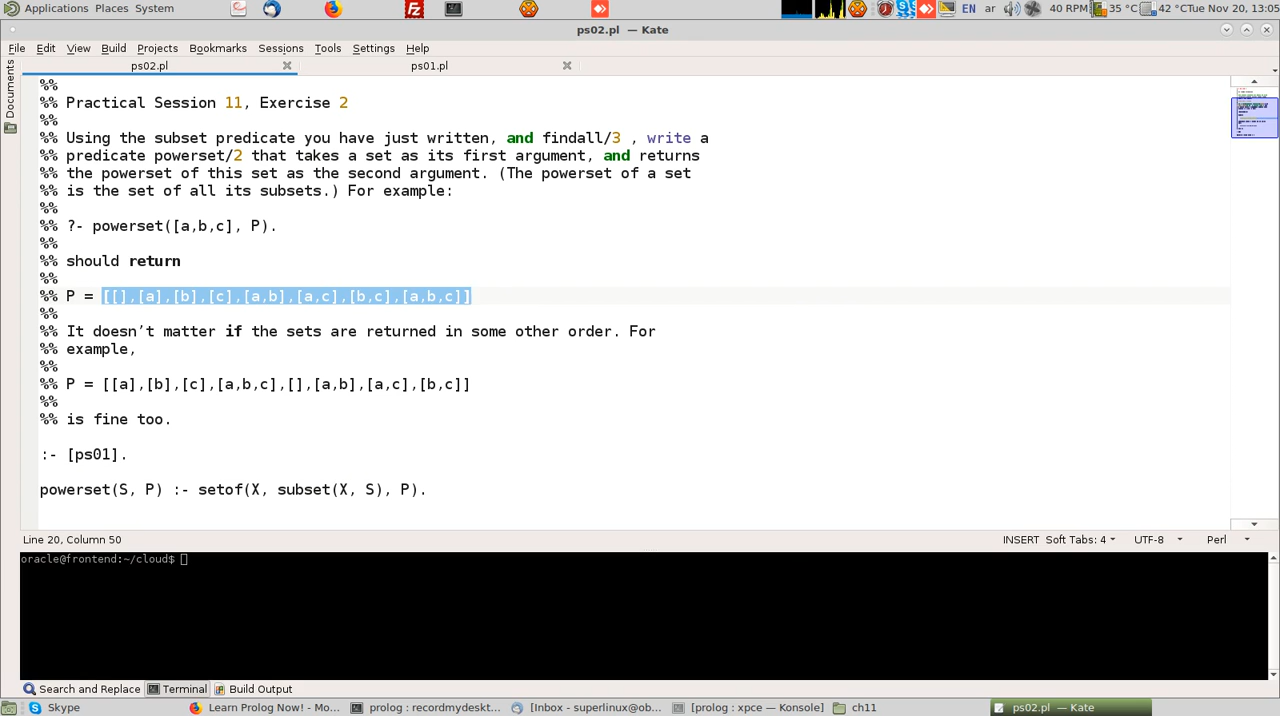 Applications Places System EN ar 40 RPM 35 °C 42 °C Tue Nov 20, 13:05
ps02.pl — Kate
File Edit View Build Projects Bookmarks Sessions Tools Settings Help
ps02.pl ps01.pl
Documents
%%
%% Practical Session 11, Exercise 2
%%
%% Using the subset predicate you have just written, and rindall/3 , write a
%% predicate powerset/2 that takes a set as its first argument, and returns
%% the powerset of this set as the second argument. (The powerset of a set
%% is the set of all its subsets.) For example:
%%
%% ?- powerset([a,b,c], P).
%%
%% should return
%%
%% P = [[],[a],[b],[c],[a,b],[a,c],[b,c],[a,b,c]]
%%
%% It doesn’t matter if the sets are returned in some other order. For
%% example,
%%
%% P = [[a],[b],[c],[a,b,c],[],[a,b],[a,c],[b,c]]
%%
%% is fine too.
:- [ps01].
powerset(S, P) :- setof(X, subset(X, S), P).
Line 20, Column 50 INSERT Soft Tabs: 4 UTF-8 Perl
oracle@frontend:~/cloud$
Search and Replace Terminal Build Output
Skype Learn Prolog Now! - Mo... prolog : recordmydeskt... [Inbox - superlinux@ob... [prolog : xpce — Konsole] ch11 ps02.pl — Kate